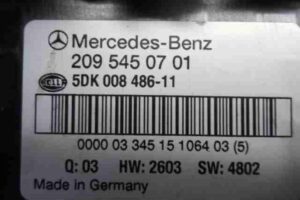 Mercedes-Benz
209 545 07 01
HELLA
5DK 008 486-11
0000 03 345 15 1064 03 (5)
Q: 03 HW: 2603 SW: 4802
Made in Germany